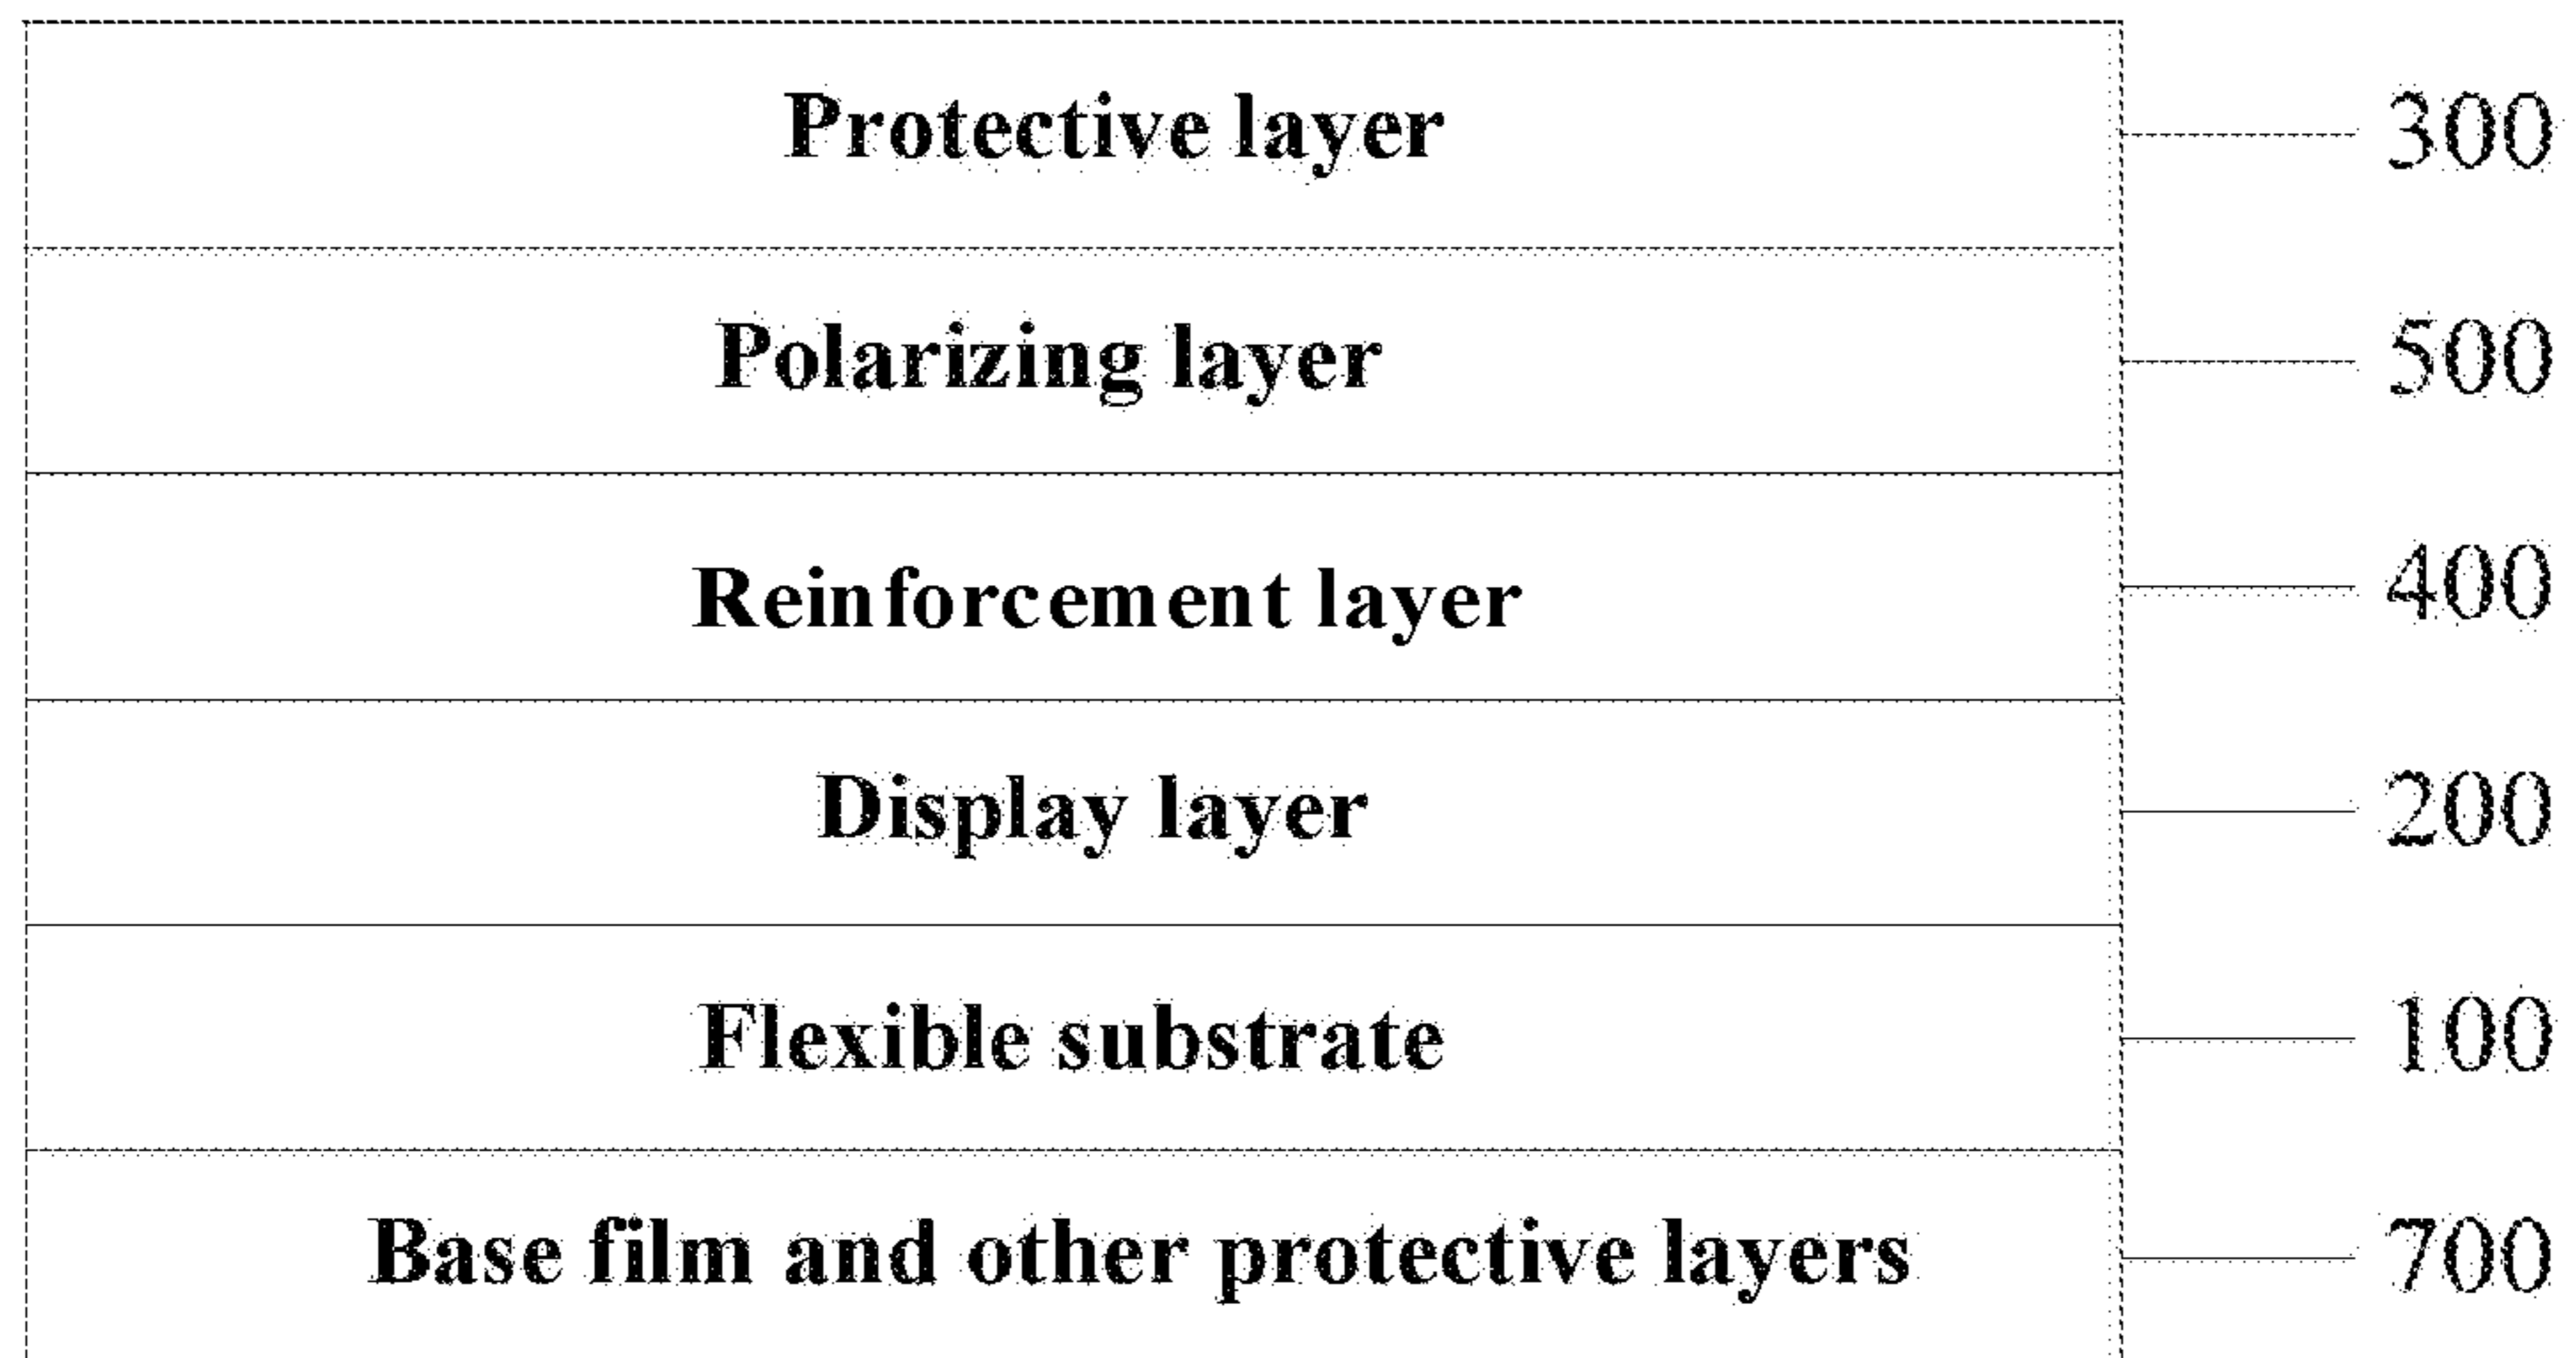 Protective layer 300
Polarizing layer 500
Reinforcement layer 400
Display layer 200
Flexible substrate 100
Base film and other protective layers 700